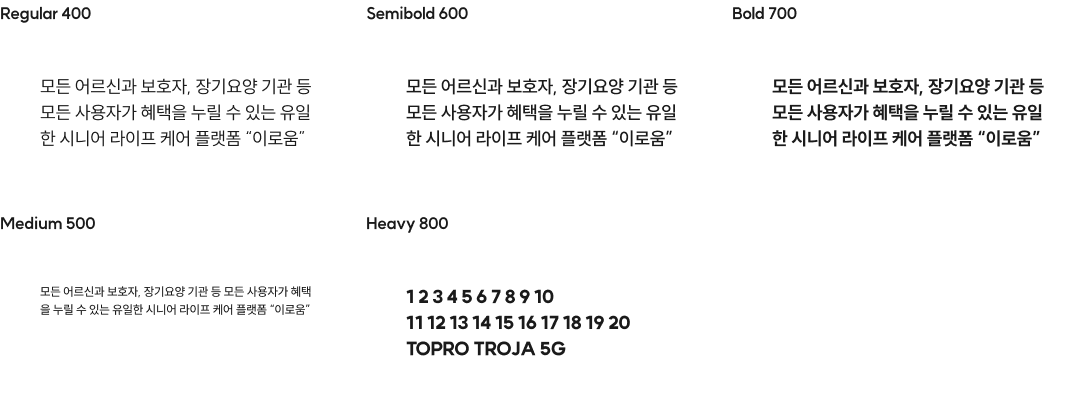 Regular 400
모든 어르신과 보호자, 장기요양 기관 등
모든 사용자가 혜택을 누릴 수 있는 유일
한 시니어 라이프 케어 플랫폼 “이로움”
Semibold 600
모든 어르신과 보호자, 장기요양 기관 등
모든 사용자가 혜택을 누릴 수 있는 유일
한 시니어 라이프 케어 플랫폼 “이로움”
Bold 700
모든 어르신과 보호자, 장기요양 기관 등
모든 사용자가 혜택을 누릴 수 있는 유일
한 시니어 라이프 케어 플랫폼 “이로움”
Medium 500
모든 어르신과 보호자, 장기요양 기관 등 모든 사용자가 혜택
을 누릴 수 있는 유일한 시니어 라이프 케어 플랫폼 “이로움”
Heavy 800
1 2 3 4 5 6 7 8 9 10
11 12 13 14 15 16 17 18 19 20
TOPRO TROJA 5G